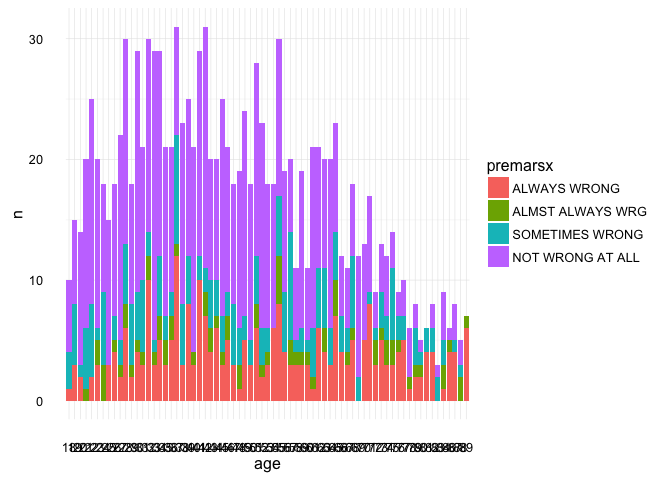 30
20
10
0
n
age
premarsx
ALWAYS WRONG
ALMST ALWAYS WRG
SOMETIMES WRONG
NOT WRONG AT ALL